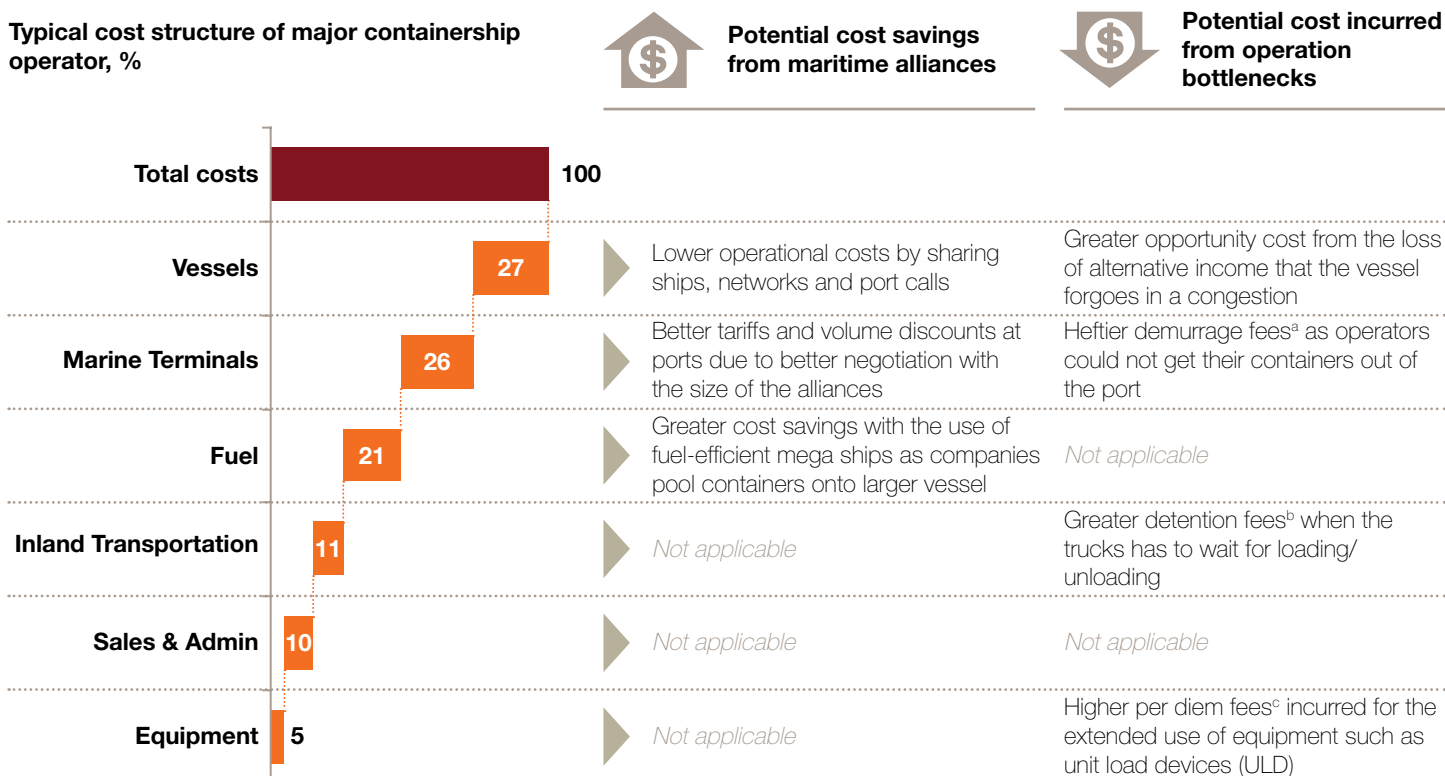 Typical cost structure of major containership
operator, %
$
Potential cost savings
from maritime alliances
$
Potential cost incurred
from operation
bottlenecks
Total costs
100
Vessels
27
Lower operational costs by sharing
ships, networks and port calls
Greater opportunity cost from the loss
of alternative income that the vessel
forgoes in a congestion
Marine Terminals
26
Better tariffs and volume discounts at
ports due to better negotiation with
the size of the alliances
Heftier demurrage feesᵃ as operators
could not get their containers out of
the port
Fuel
21
Greater cost savings with the use of
fuel-efficient mega ships as companies
pool containers onto larger vessel
Not applicable
Inland Transportation
11
Not applicable
Greater detention feesᵇ when the
trucks has to wait for loading/
unloading
Sales & Admin
10
Not applicable
Not applicable
Equipment
5
Not applicable
Higher per diem feesᶜ incurred for the
extended use of equipment such as
unit load devices (ULD)